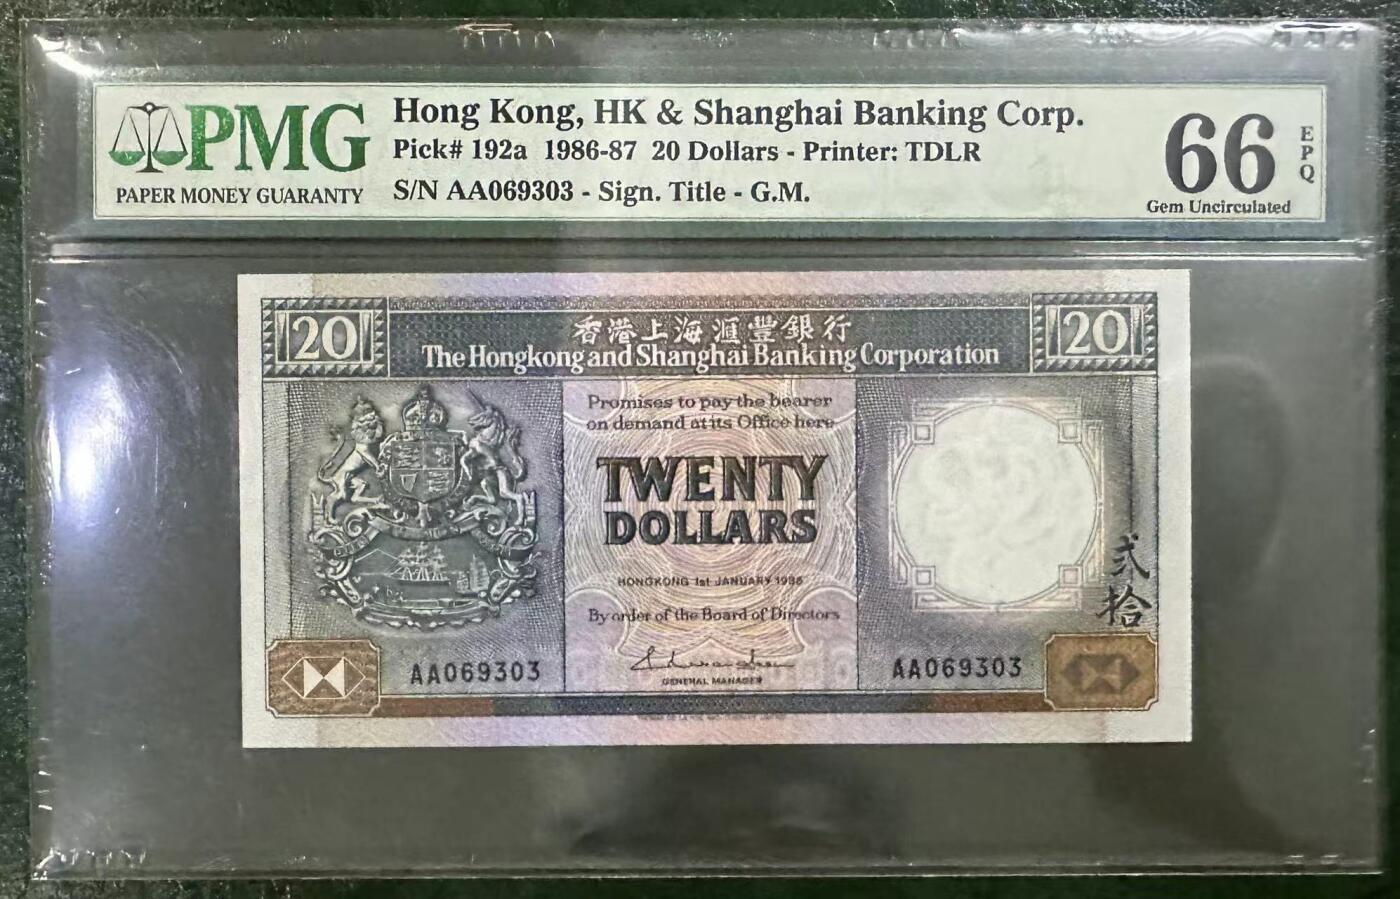 PMG
PAPER MONEY GUARANTY
Hong Kong, HK & Shanghai Banking Corp.
Pick# 192a 1986-87 20 Dollars - Printer: TDLR
S/N AA069303 - Sign. Title - G.M.
66
EPQ
Gem Uncirculated
20
香港上海滙豐銀行
20
The Hongkong and Shanghai Banking Corporation
Promises to pay the bearer
on demand at its Office here
TWENTY
DOLLARS
HONGKONG 1st JANUARY 1986
By order of the Board of Directors
GENERAL MANAGER
AA069303
AA069303
弍拾